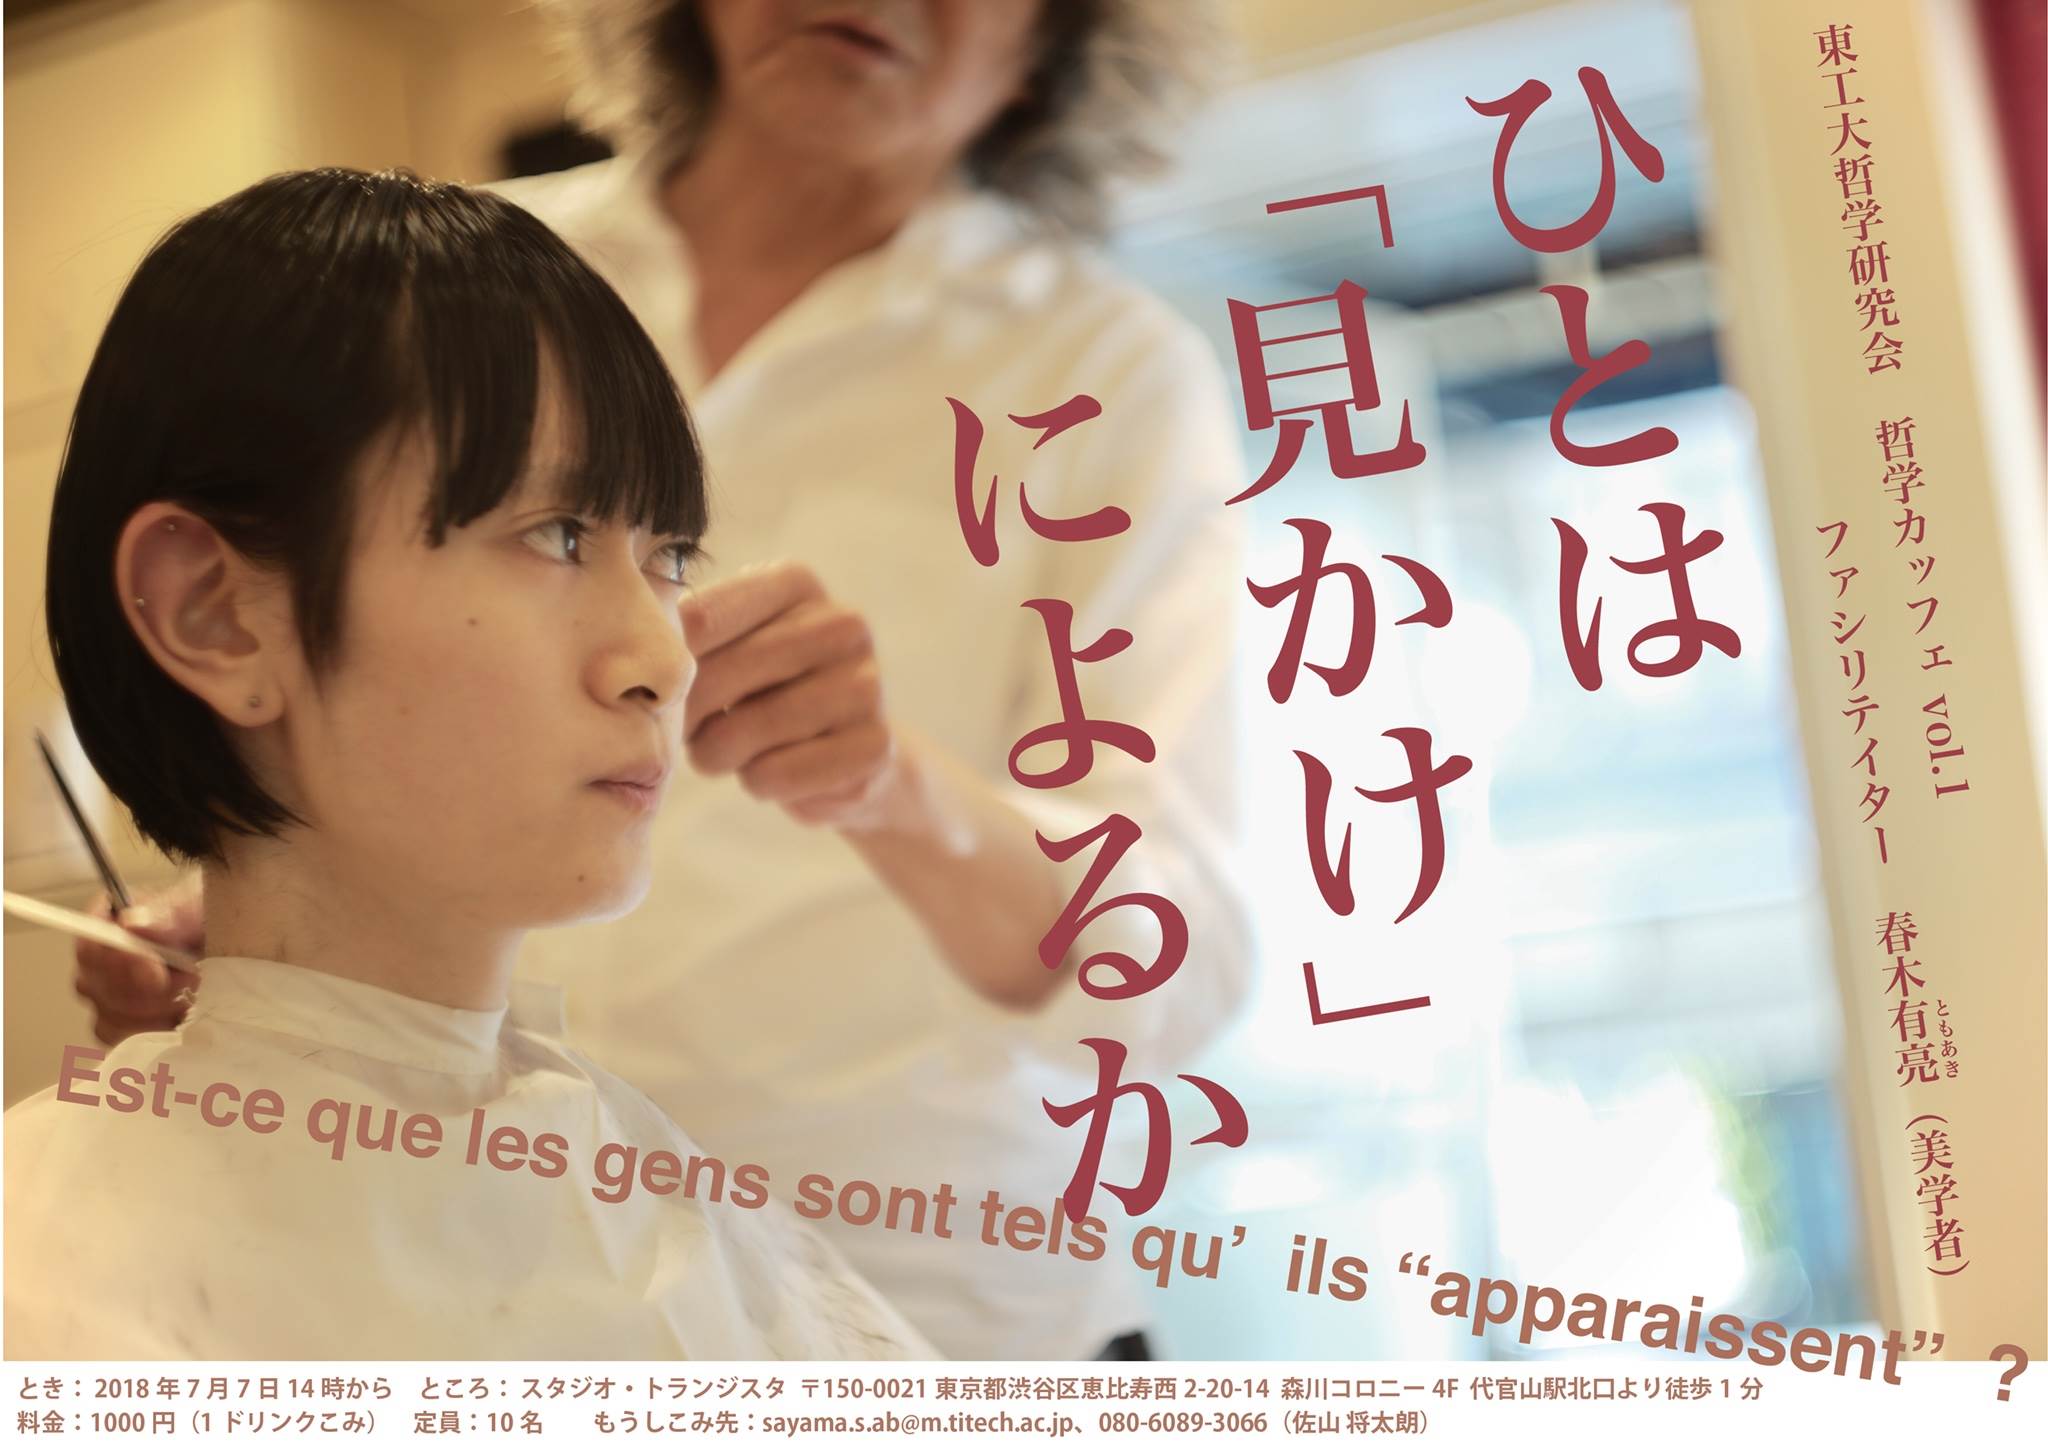 東工大哲学研究会　哲学カッフェ vol.1
ファシリテイター　春木有亮（美学者）
ともあき
ひとは
「見かけ」
によるか
Est-ce que les gens sont tels qu’ ils “apparaissent” ?
とき：2018年7月7日14時から　ところ：スタジオ・トランジスタ 〒150-0021 東京都渋谷区恵比寿西 2-20-14 森川コロニー 4F 代官山駅北口より徒歩1分
料金：1000円（1ドリンクこみ）　定員：10名　もうしこみ先：sayama.s.ab@m.titech.ac.jp、080-6089-3066（佐山 将太朗）